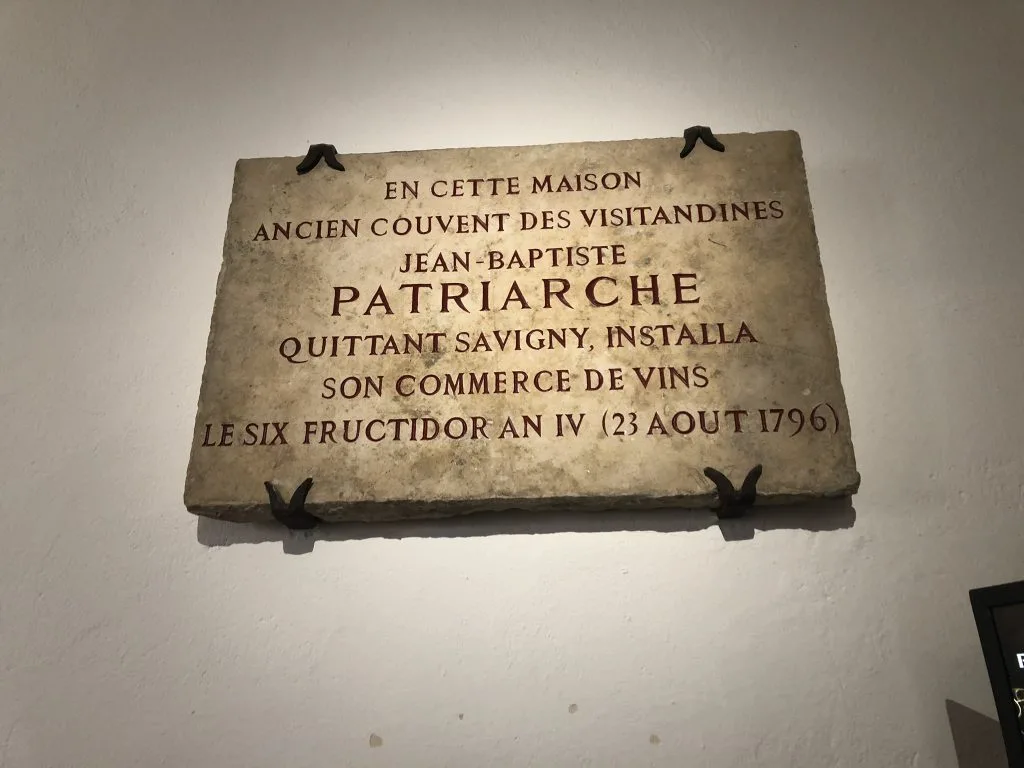 EN CETTE MAISON
ANCIEN COUVENT DES VISITANDINES
JEAN-BAPTISTE
PATRIARCHE
QUITTANT SAVIGNY, INSTALLA
SON COMMERCE DE VINS
LE SIX FRUCTIDOR AN IV (23 AOUT 1796)